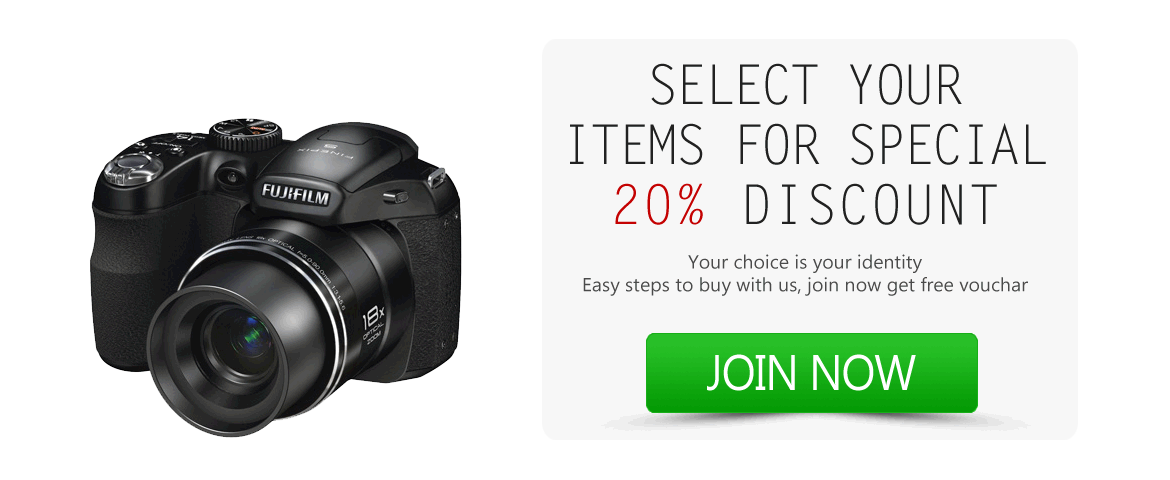 SELECT YOUR
ITEMS FOR SPECIAL
20% DISCOUNT
Your choice is your identity
Easy steps to buy with us, join now get free vouchar
JOIN NOW
FINEPIX
S
FUJIFILM
18x
OPTICAL
ZOOM